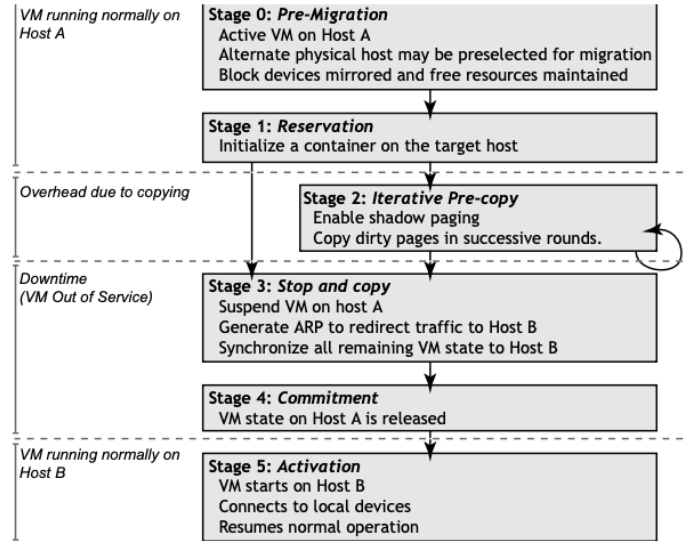 VM running normally on
Host A
Stage 0: Pre-Migration
Active VM on Host A
Alternate physical host may be preselected for migration
Block devices mirrored and free resources maintained
Stage 1: Reservation
Initialize a container on the target host
Overhead due to copying
Stage 2: Iterative Pre-copy
Enable shadow paging
Copy dirty pages in successive rounds.
Downtime
(VM Out of Service)
Stage 3: Stop and copy
Suspend VM on host A
Generate ARP to redirect traffic to Host B
Synchronize all remaining VM state to Host B
Stage 4: Commitment
VM state on Host A is released
VM running normally on
Host B
Stage 5: Activation
VM starts on Host B
Connects to local devices
Resumes normal operation